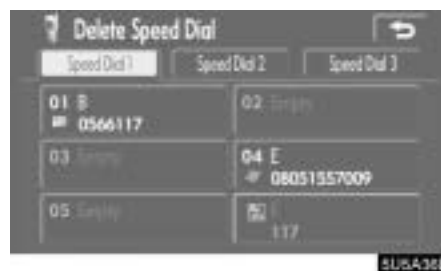 Delete Speed Dial
Speed Dial 1 Speed Dial 2 Speed Dial 3
01 B
0566117
02 Empty
03 Empty
04 E
08051557009
05 Empty
117